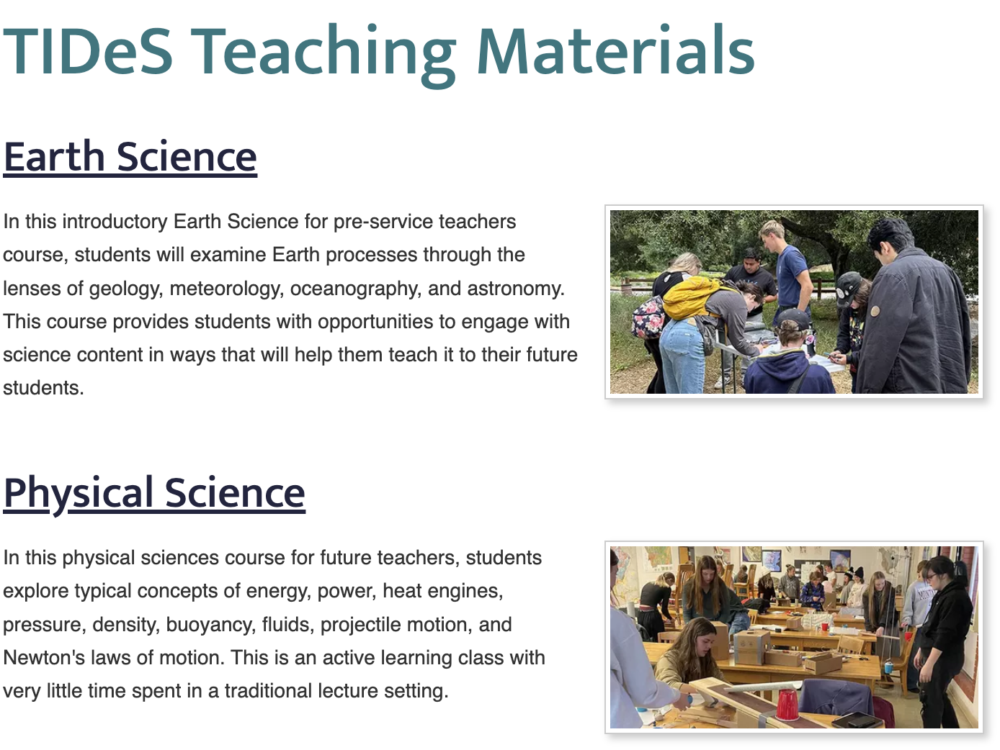 TIDeS Teaching Materials
Earth Science
In this introductory Earth Science for pre-service teachers
course, students will examine Earth processes through the
lenses of geology, meteorology, oceanography, and astronomy.
This course provides students with opportunities to engage with
science content in ways that will help them teach it to their future
students.
Physical Science
In this physical sciences course for future teachers, students
explore typical concepts of energy, power, heat engines,
pressure, density, buoyancy, fluids, projectile motion, and
Newton's laws of motion. This is an active learning class with
very little time spent in a traditional lecture setting.